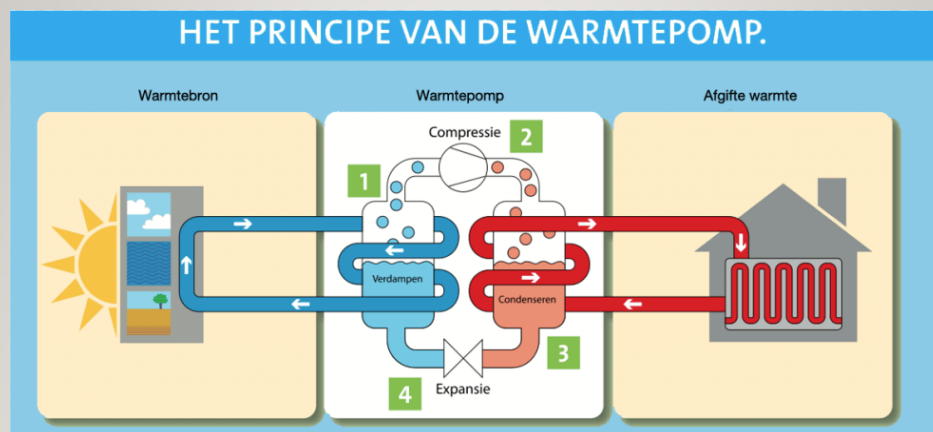 HET PRINCIPE VAN DE WARMTEPOMP.
Warmtebron
Warmtepomp
Afgifte warmte
Compressie
2
1
Verdampen
Condenseren
3
Expansie
4